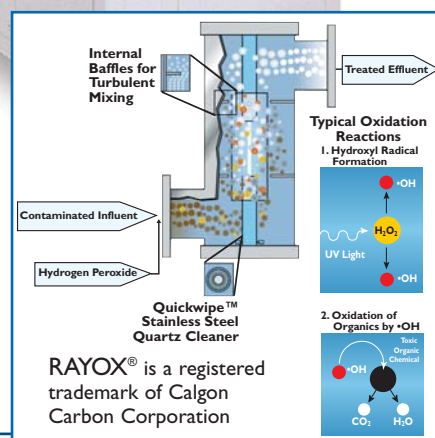 Internal
Baffles for
Turbulent
Mixing
Treated Effluent
Contaminated Influent
Hydrogen Peroxide
Quickwipe™
Stainless Steel
Quartz Cleaner
RAYOX® is a registered
trademark of Calgon
Carbon Corporation
Typical Oxidation
Reactions
1. Hydroxyl Radical
Formation
•OH
H₂O₂
UV Light
•OH
2. Oxidation of
Organics by •OH
Toxic
Organic
Chemical
•OH
CO₂
H₂O